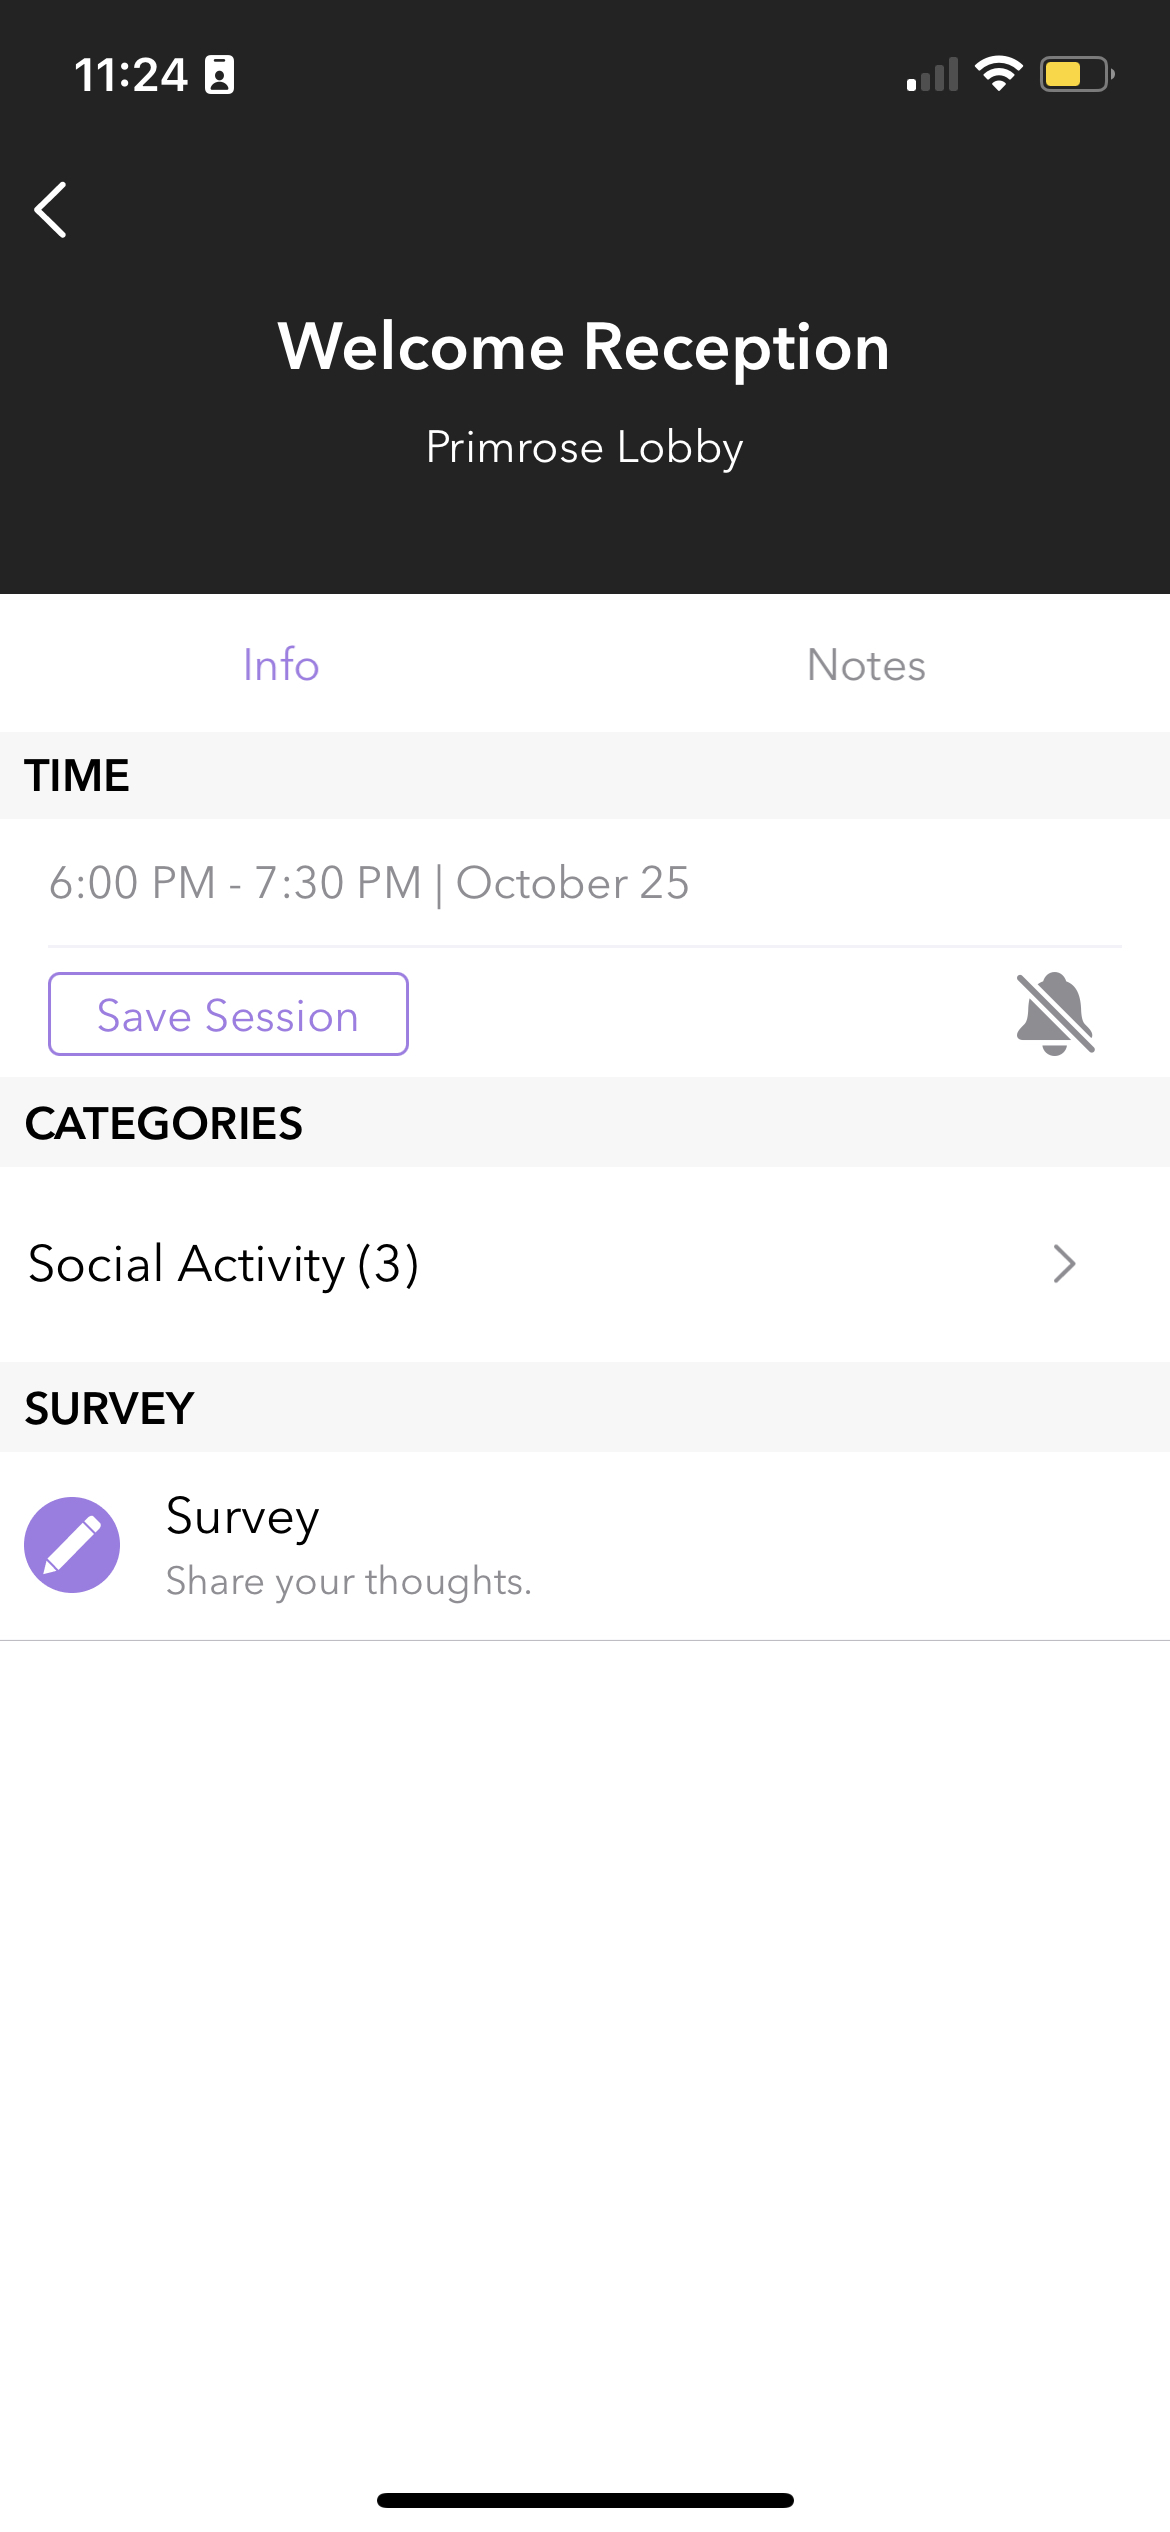 11:24
Welcome Reception
Primrose Lobby
Info
Notes
TIME
6:00 PM - 7:30 PM | October 25
Save Session
CATEGORIES
Social Activity (3)
SURVEY
Survey
Share your thoughts.